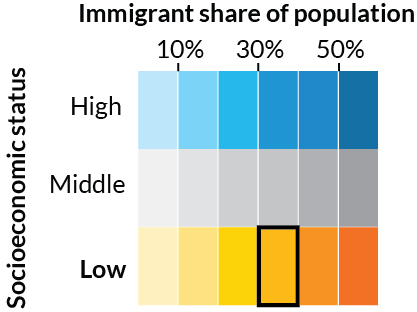 Immigrant share of population
10% 30% 50%
Socioeconomic status
High
Middle
Low